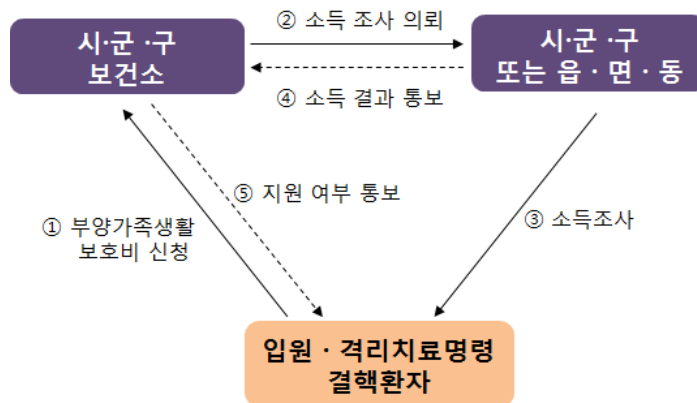 ② 소득 조사 의뢰
시·군 ·구
보건소
시·군 ·구
또는 읍 · 면 · 동
④ 소득 결과 통보
⑤ 지원 여부 통보
① 부양가족생활
보호비 신청
③ 소득조사
입원 · 격리치료명령
결핵환자